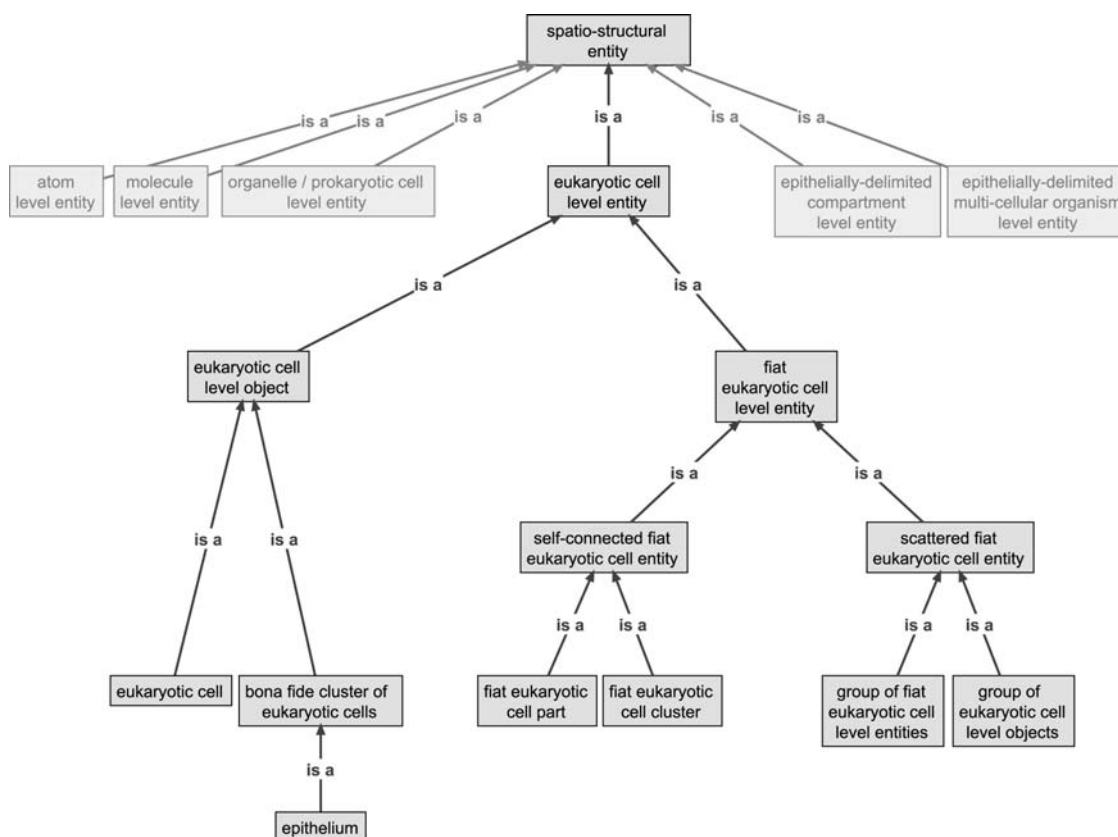 spatio-structural
entity
is a
is a
is a
is a
is a
is a
atom
level entity
molecule
level entity
organelle / prokaryotic cell
level entity
eukaryotic cell
level entity
epithelially-delimited
compartment
level entity
epithelially-delimited
multi-cellular organism
level entity
is a
is a
eukaryotic cell
level object
fiat
eukaryotic cell
level entity
is a
is a
is a
is a
self-connected fiat
eukaryotic cell entity
scattered fiat
eukaryotic cell entity
is a
is a
is a
is a
eukaryotic cell
bona fide cluster of
eukaryotic cells
fiat eukaryotic
cell part
fiat eukaryotic
cell cluster
group of fiat
eukaryotic cell
level entities
group of
eukaryotic cell
level objects
is a
epithelium